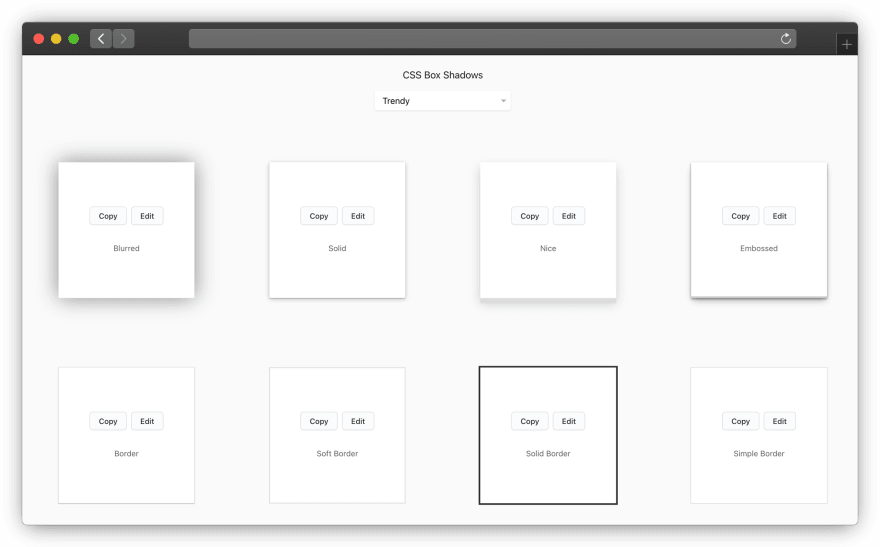 CSS Box Shadows
Trendy
Copy Edit Copy Edit Copy Edit Copy Edit
Blurred Solid Nice Embossed
Copy Edit Copy Edit Copy Edit Copy Edit
Border Soft Border Solid Border Simple Border